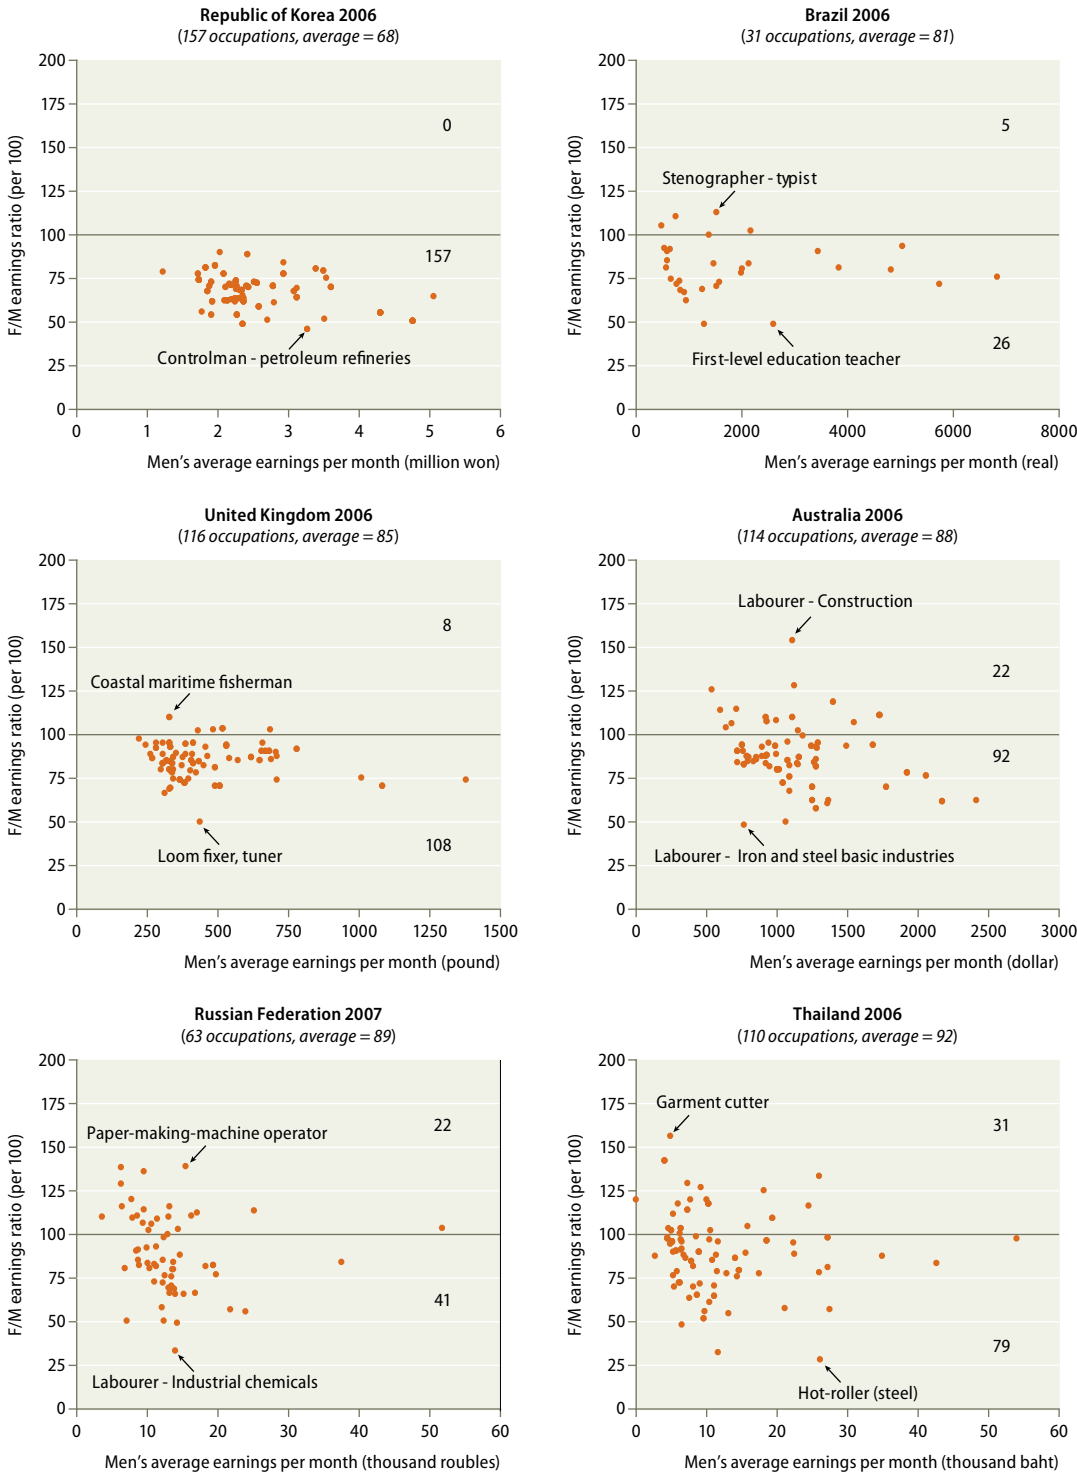 Republic of Korea 2006
(157 occupations, average = 68)
200
175
150
125
100
75
50
25
0
F/M earnings ratio (per 100)
0
157
Controlman - petroleum refineries
0 1 2 3 4 5 6
Men's average earnings per month (million won)
Brazil 2006
(31 occupations, average = 81)
200
175
150
125
100
75
50
25
0
F/M earnings ratio (per 100)
5
Stenographer - typist
26
First-level education teacher
0 2000 4000 6000 8000
Men's average earnings per month (real)
United Kingdom 2006
(116 occupations, average = 85)
200
175
150
125
100
75
50
25
0
F/M earnings ratio (per 100)
8
Coastal maritime fisherman
108
Loom fixer, tuner
0 250 500 750 1000 1250 1500
Men's average earnings per month (pound)
Australia 2006
(114 occupations, average = 88)
200
175
150
125
100
75
50
25
0
F/M earnings ratio (per 100)
Labourer - Construction
22
92
Labourer - Iron and steel basic industries
0 500 1000 1500 2000 2500 3000
Men's average earnings per month (dollar)
Russian Federation 2007
(63 occupations, average = 89)
200
175
150
125
100
75
50
25
0
F/M earnings ratio (per 100)
22
Paper-making-machine operator
41
Labourer - Industrial chemicals
0 10 20 30 40 50 60
Men's average earnings per month (thousand roubles)
Thailand 2006
(110 occupations, average = 92)
200
175
150
125
100
75
50
25
0
F/M earnings ratio (per 100)
Garment cutter
31
79
Hot-roller (steel)
0 10 20 30 40 50 60
Men's average earnings per month (thousand baht)